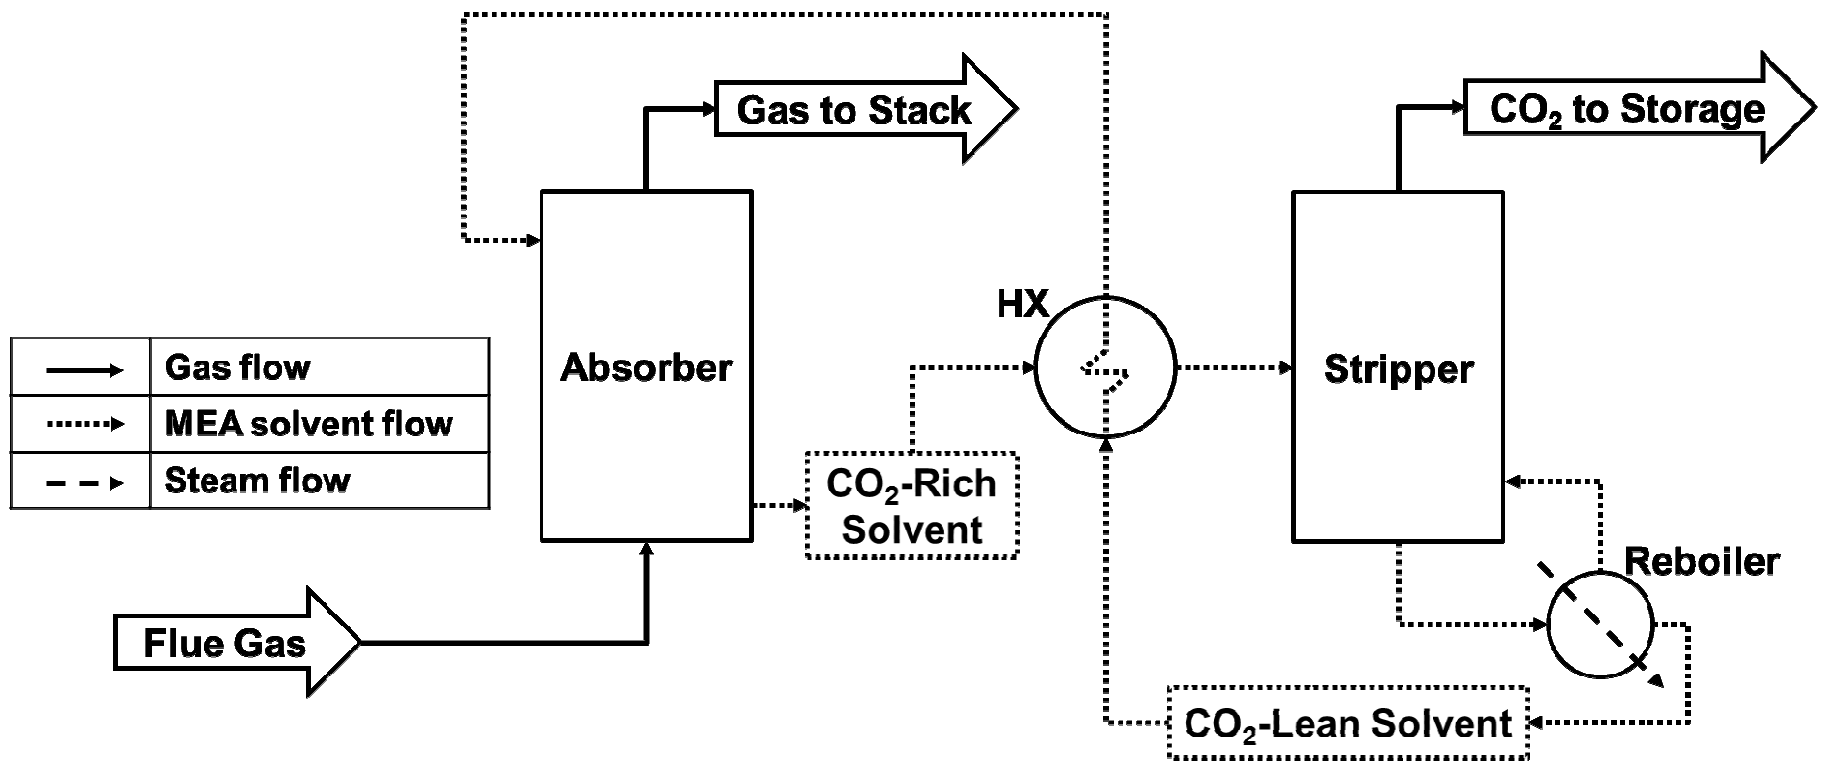 Gas to Stack
CO₂ to Storage
HX
Absorber
Stripper
Gas flow
MEA solvent flow
Steam flow
CO₂-Rich
Solvent
Reboiler
Flue Gas
CO₂-Lean Solvent